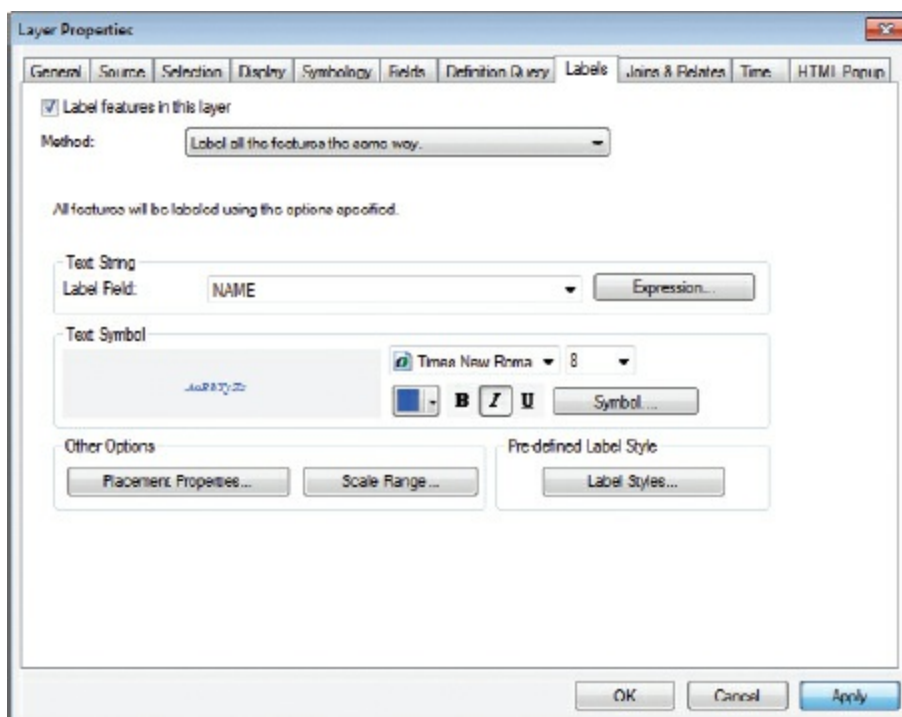 Layer Properties
General Source Selection Display Symbology Fields Definition Query Labels Joins & Relates Time HTML Popup
Label features in this layer
Method: Label all the features the same way.
All features will be labeled using the options specified.
Text String
Label Field: NAME Expression...
Text Symbol
Times New Roma 8
B I U Symbol...
Other Options Pre-defined Label Style
Placement Properties... Scale Range... Label Styles...
OK Cancel Apply